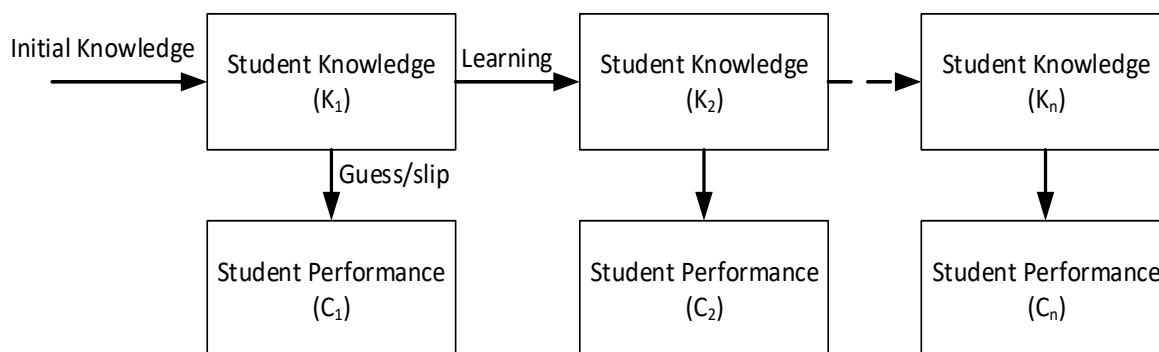 Initial Knowledge
Student Knowledge
(K₁)
Learning
Student Knowledge
(K₂)
Student Knowledge
(Kₙ)
Guess/slip
Student Performance
(C₁)
Student Performance
(C₂)
Student Performance
(Cₙ)